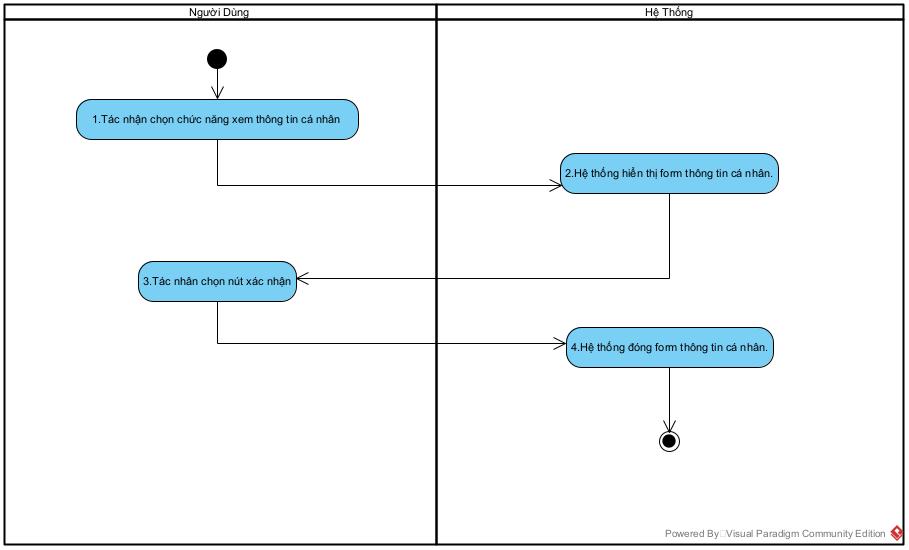 Người Dùng
Hệ Thống
1.Tác nhận chọn chức năng xem thông tin cá nhân
2.Hệ thống hiển thị form thông tin cá nhân.
3.Tác nhân chọn nút xác nhận
4.Hệ thống đóng form thông tin cá nhân.
Powered By Visual Paradigm Community Edition